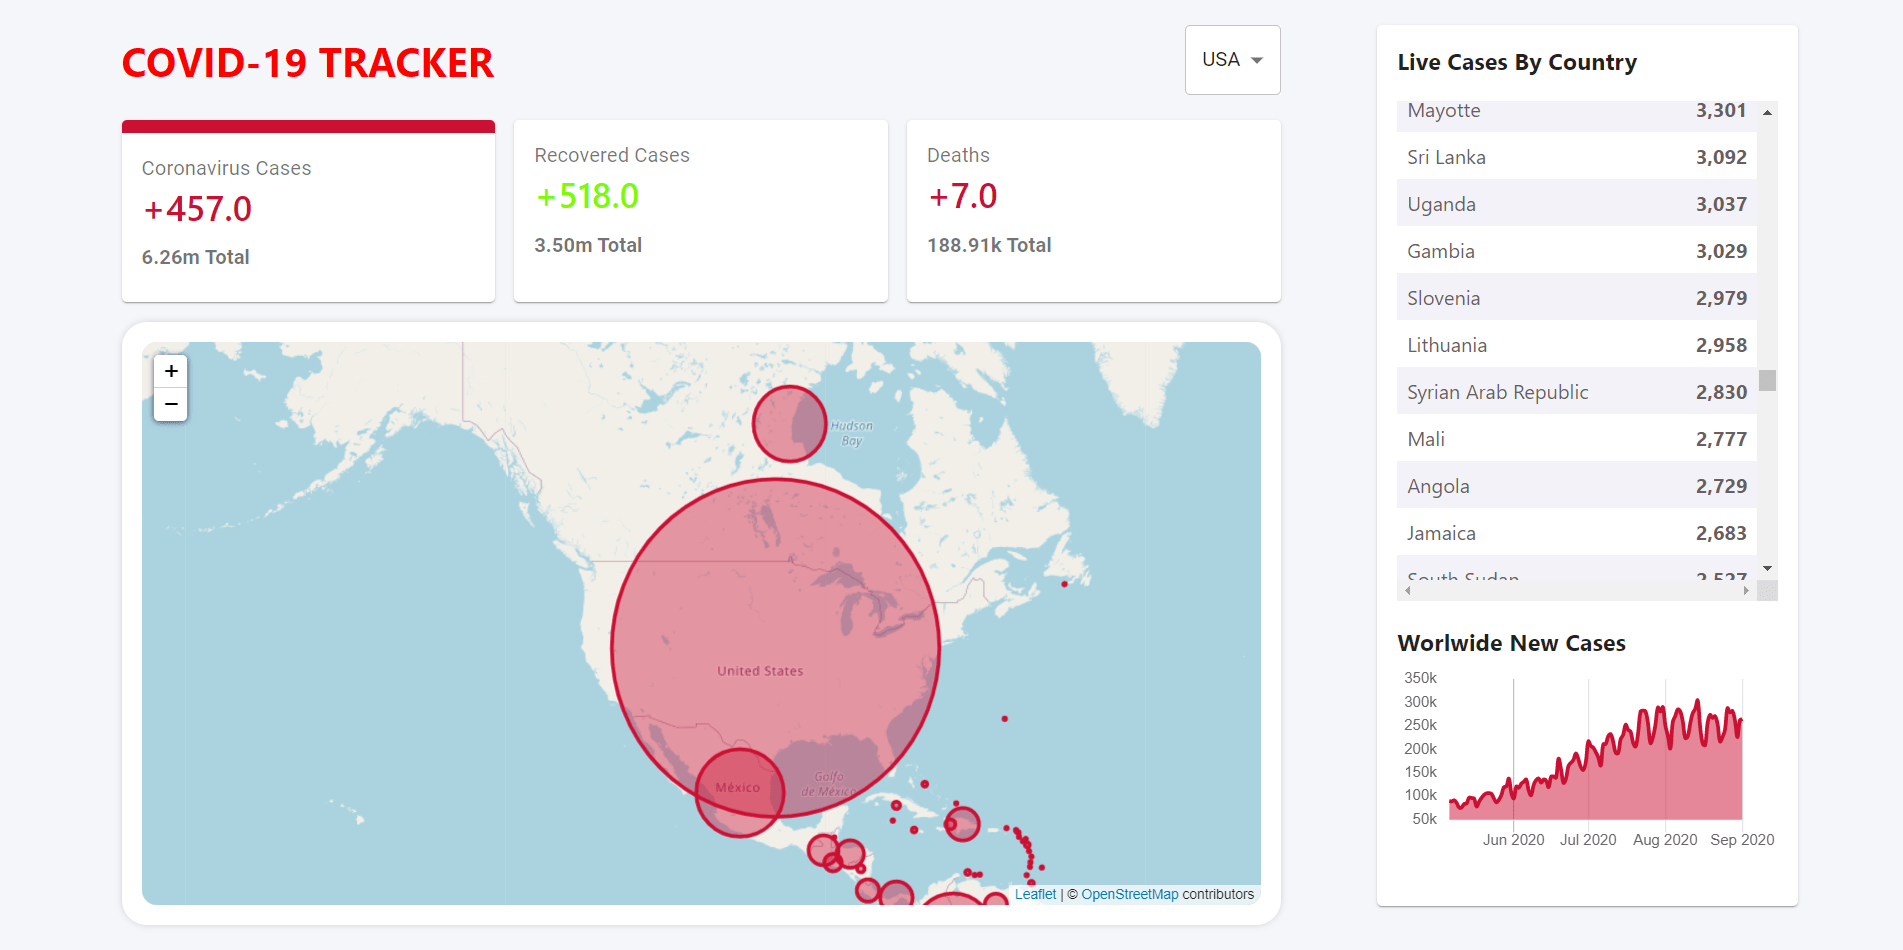 COVID-19 TRACKER
USA
Coronavirus Cases
+457.0
6.26m Total
Recovered Cases
+518.0
3.50m Total
Deaths
+7.0
188.91k Total
+
−
Hudson
Bay
United States
México
Golfo
de México
Leaflet | © OpenStreetMap contributors
Live Cases By Country
Mayotte 3,301
Sri Lanka 3,092
Uganda 3,037
Gambia 3,029
Slovenia 2,979
Lithuania 2,958
Syrian Arab Republic 2,830
Mali 2,777
Angola 2,729
Jamaica 2,683
South Sudan 2,527
Worlwide New Cases
350k
300k
250k
200k
150k
100k
50k
Jun 2020 Jul 2020 Aug 2020 Sep 2020